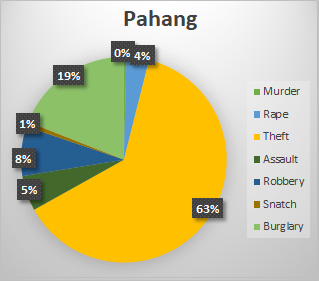 Pahang
0%
4%
19%
1%
8%
5%
63%
Murder
Rape
Theft
Assault
Robbery
Snatch
Burglary